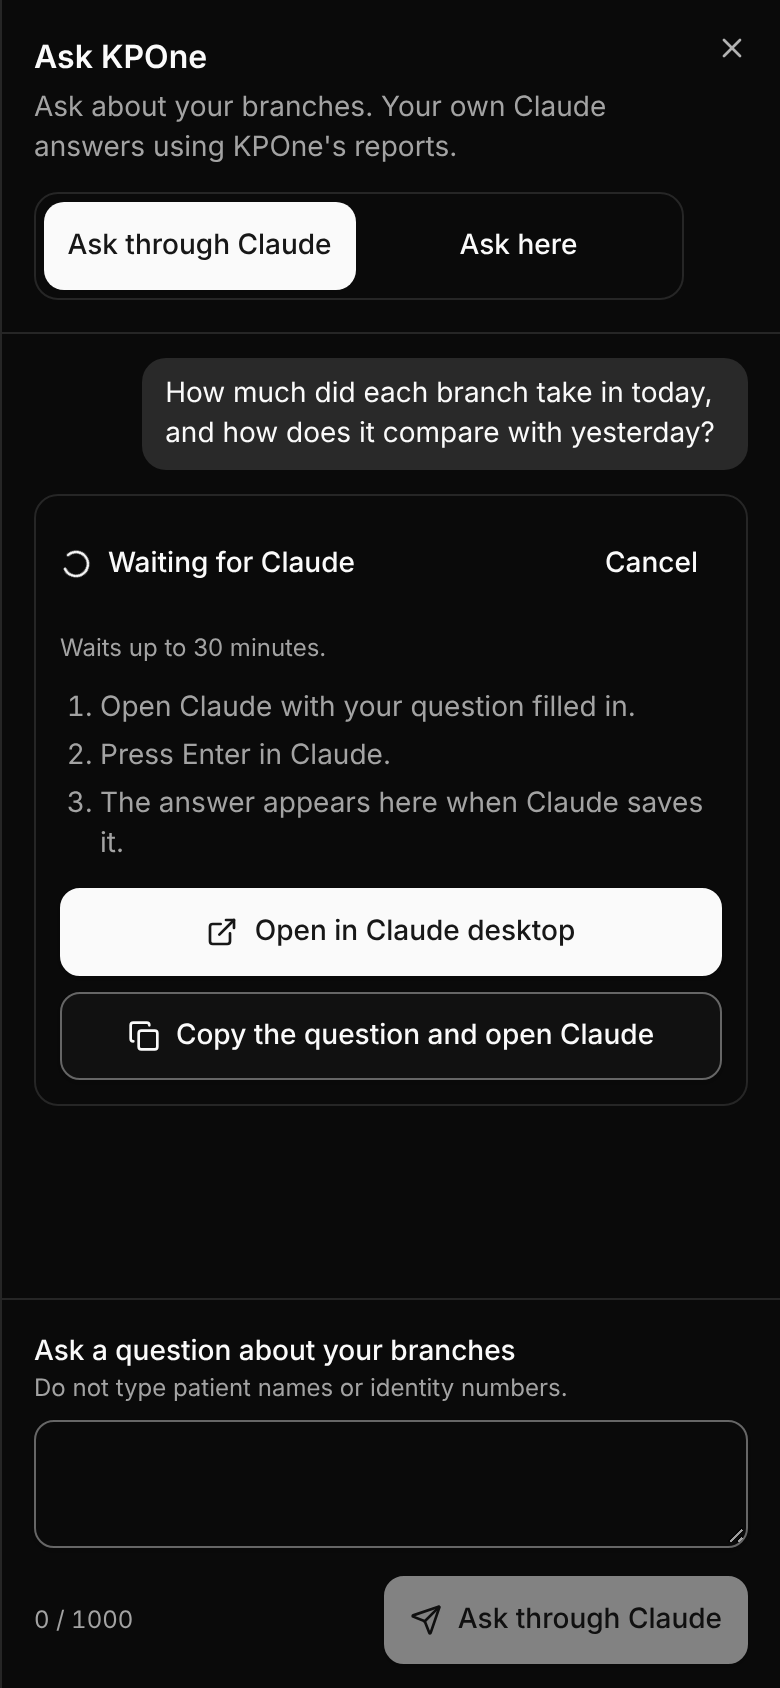 Ask KPOne
Ask about your branches. Your own Claude
answers using KPOne's reports.
Ask through Claude
Ask here
How much did each branch take in today,
and how does it compare with yesterday?
Waiting for Claude
Cancel
Waits up to 30 minutes.
1. Open Claude with your question filled in.
2. Press Enter in Claude.
3. The answer appears here when Claude saves
it.
Open in Claude desktop
Copy the question and open Claude
Ask a question about your branches
Do not type patient names or identity numbers.
0 / 1000
Ask through Claude